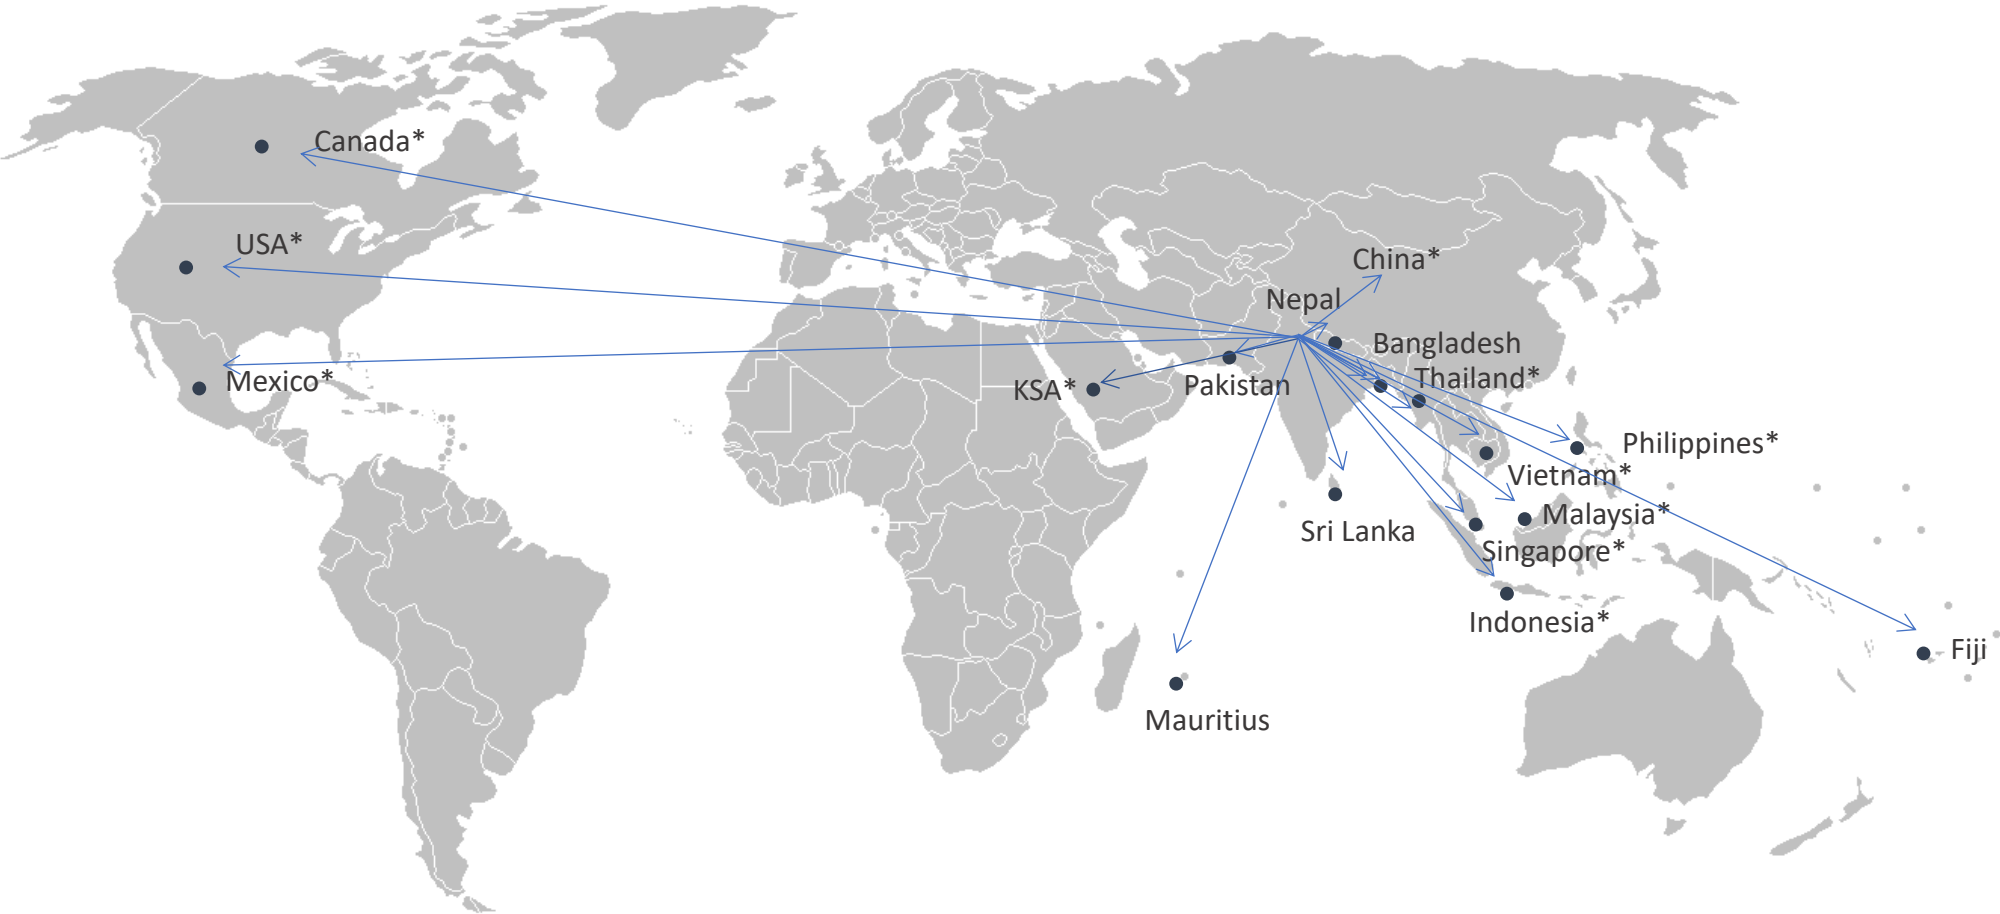 Canada*
USA*
China*
Nepal
Bangladesh
Thailand*
Mexico*
KSA*
Pakistan
Philippines*
Vietnam*
Malaysia*
Sri Lanka
Singapore*
Indonesia*
Fiji
Mauritius